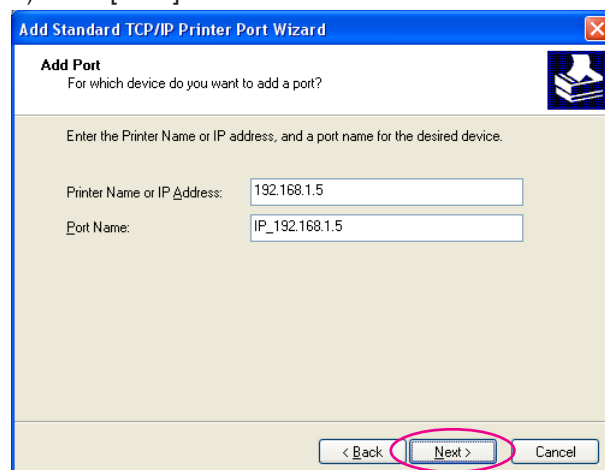 Add Standard TCP/IP Printer Port Wizard
Add Port
For which device do you want to add a port?
Enter the Printer Name or IP address, and a port name for the desired device.
Printer Name or IP Address: 192.168.1.5
Port Name: IP_192.168.1.5
< Back Next > Cancel